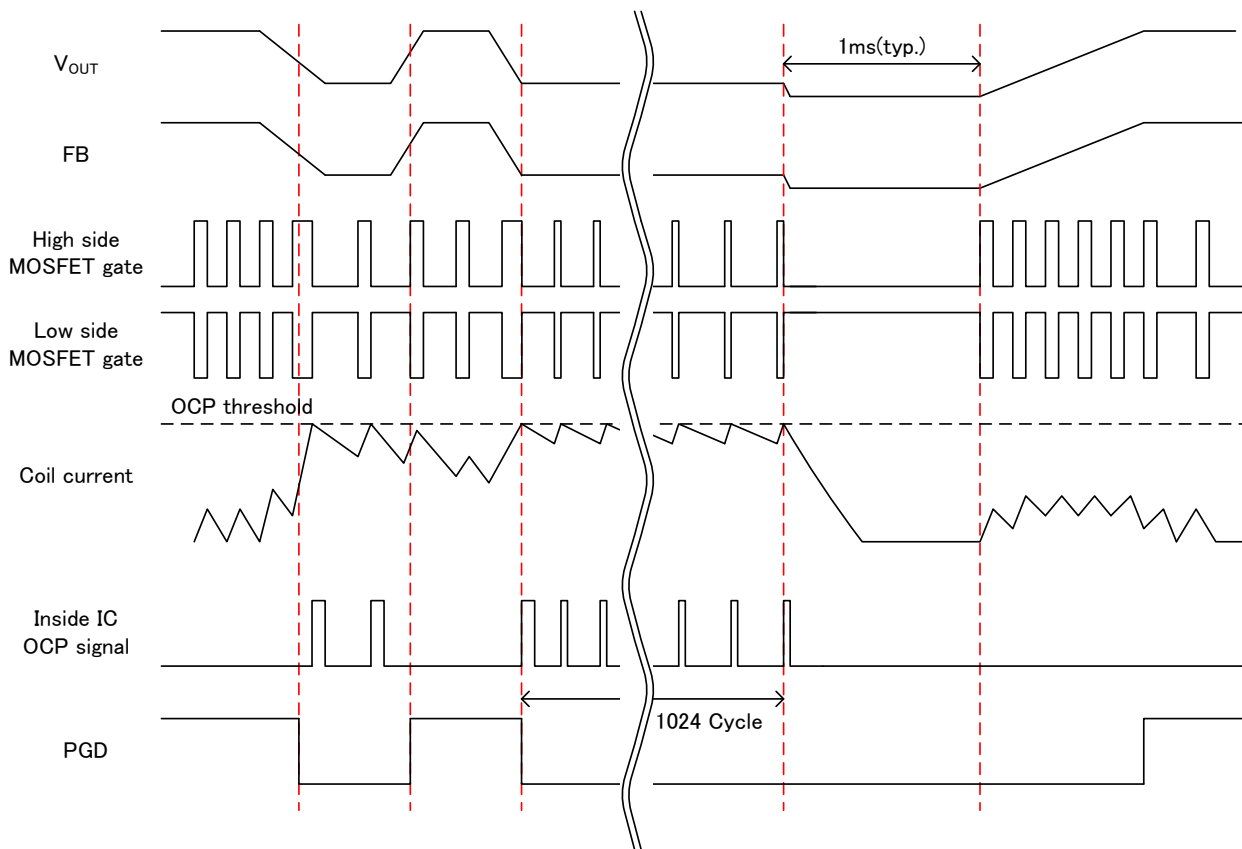 1ms(typ.)
VOUT
FB
High side
MOSFET gate
Low side
MOSFET gate
OCP threshold
Coil current
Inside IC
OCP signal
1024 Cycle
PGD